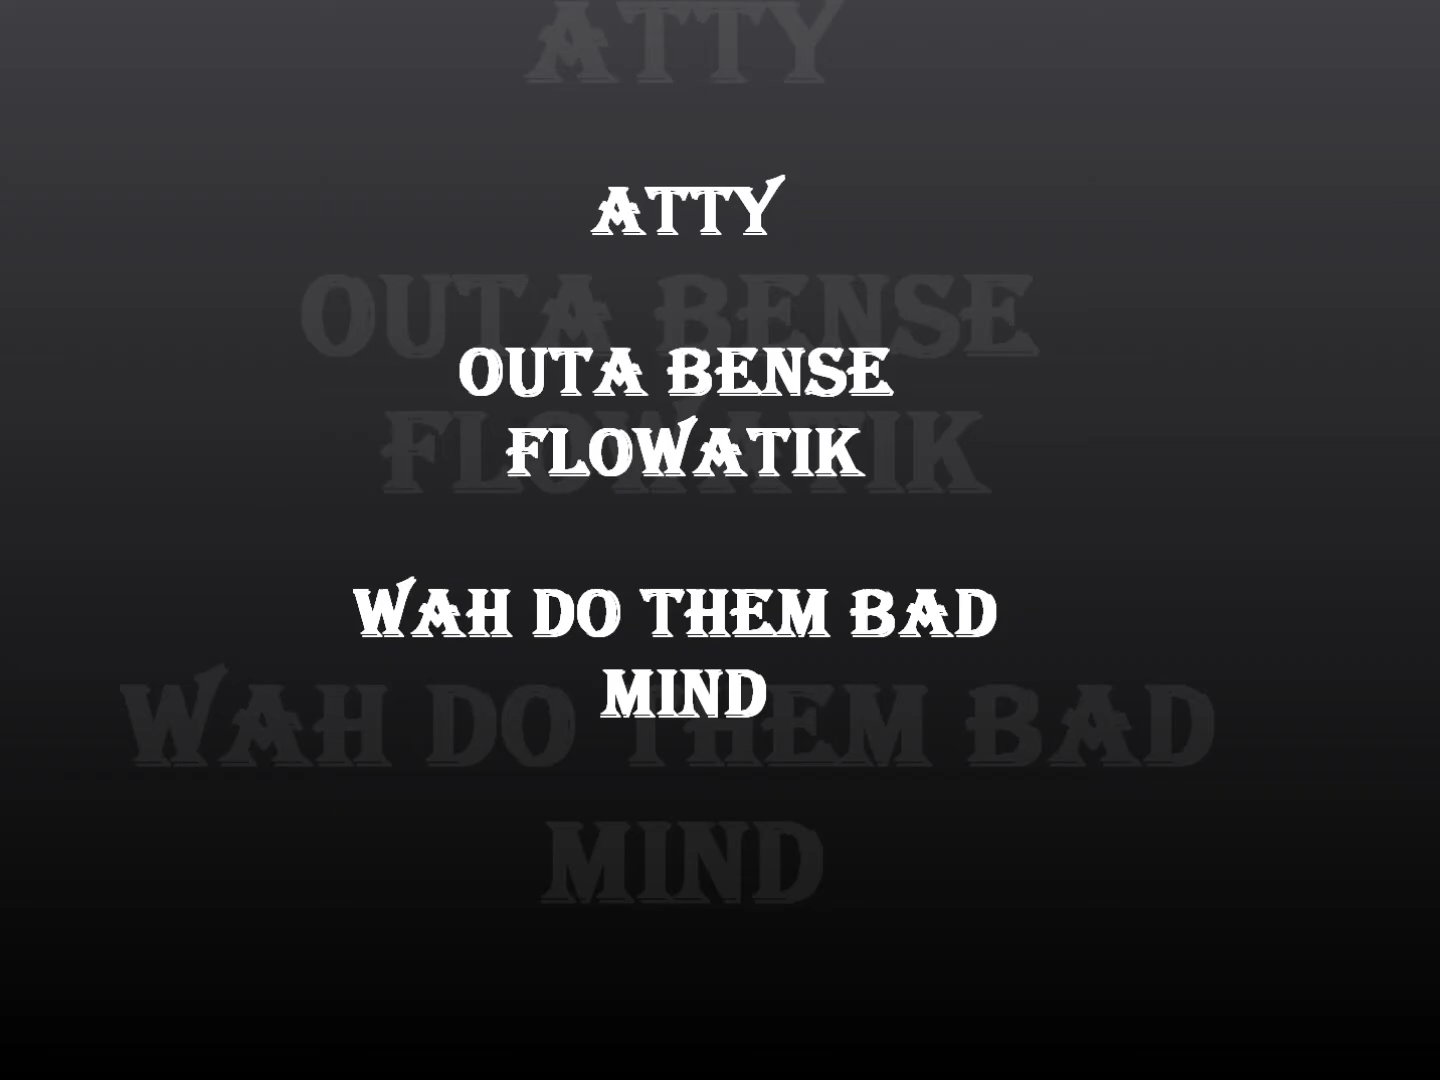 ATTY
OUTA BENSE
FLOWATIK
WAH DO THEM BAD
MIND